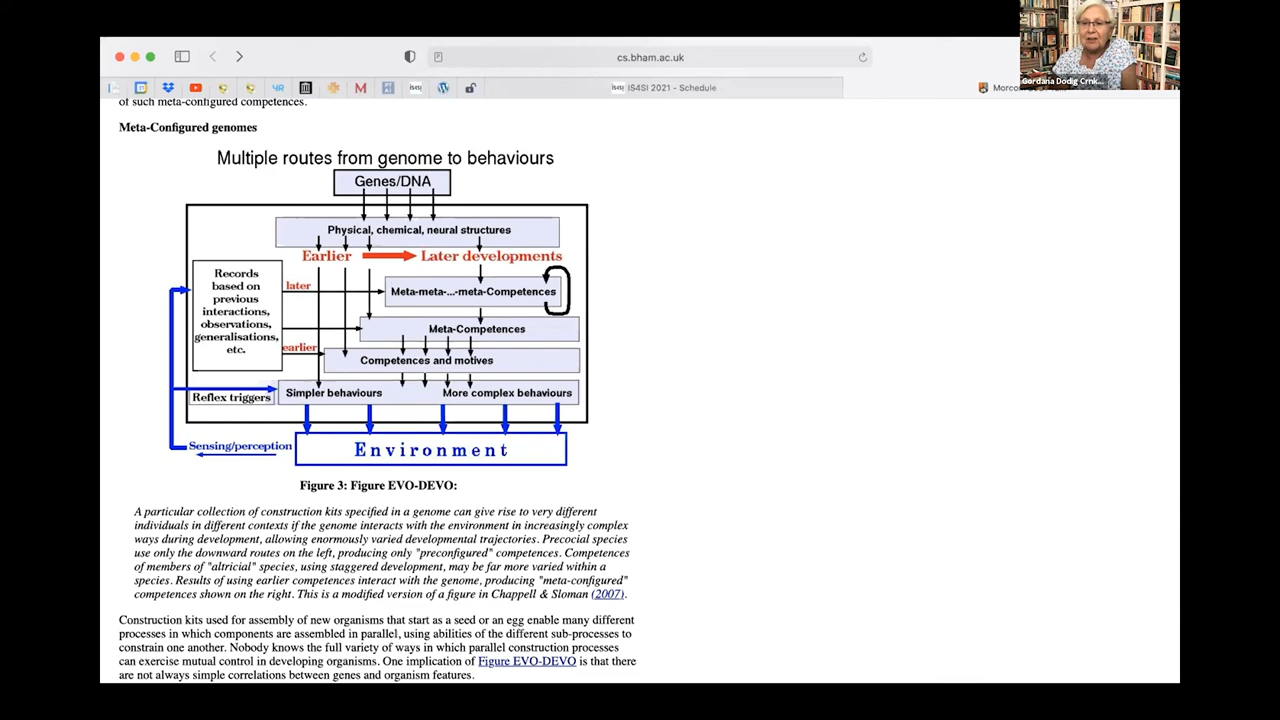 cs.bham.ac.uk
IS4SI 2021 - Schedule
Gordana Dodig Crnk...
of such meta-configured competences.
Meta-Configured genomes
Multiple routes from genome to behaviours
Genes/DNA
Physical, chemical, neural structures
Earlier
Later developments
Records
based on
previous
interactions,
observations,
generalisations,
etc.
later
Meta-meta-...-meta-Competences
Meta-Competences
earlier
Competences and motives
Reflex triggers
Simpler behaviours
More complex behaviours
Sensing/perception
Environment
Figure 3: Figure EVO-DEVO:
A particular collection of construction kits specified in a genome can give rise to very different
individuals in different contexts if the genome interacts with the environment in increasingly complex
ways during development, allowing enormously varied developmental trajectories. Precocial species
use only the downward routes on the left, producing only "preconfigured" competences. Competences
of members of "altricial" species, using staggered development, may be far more varied within a
species. Results of using earlier competences interact with the genome, producing "meta-configured"
competences shown on the right. This is a modified version of a figure in Chappell & Sloman (2007).
Construction kits used for assembly of new organisms that start as a seed or an egg enable many different
processes in which components are assembled in parallel, using abilities of the different sub-processes to
constrain one another. Nobody knows the full variety of ways in which parallel construction processes
can exercise mutual control in developing organisms. One implication of Figure EVO-DEVO is that there
are not always simple correlations between genes and organism features.